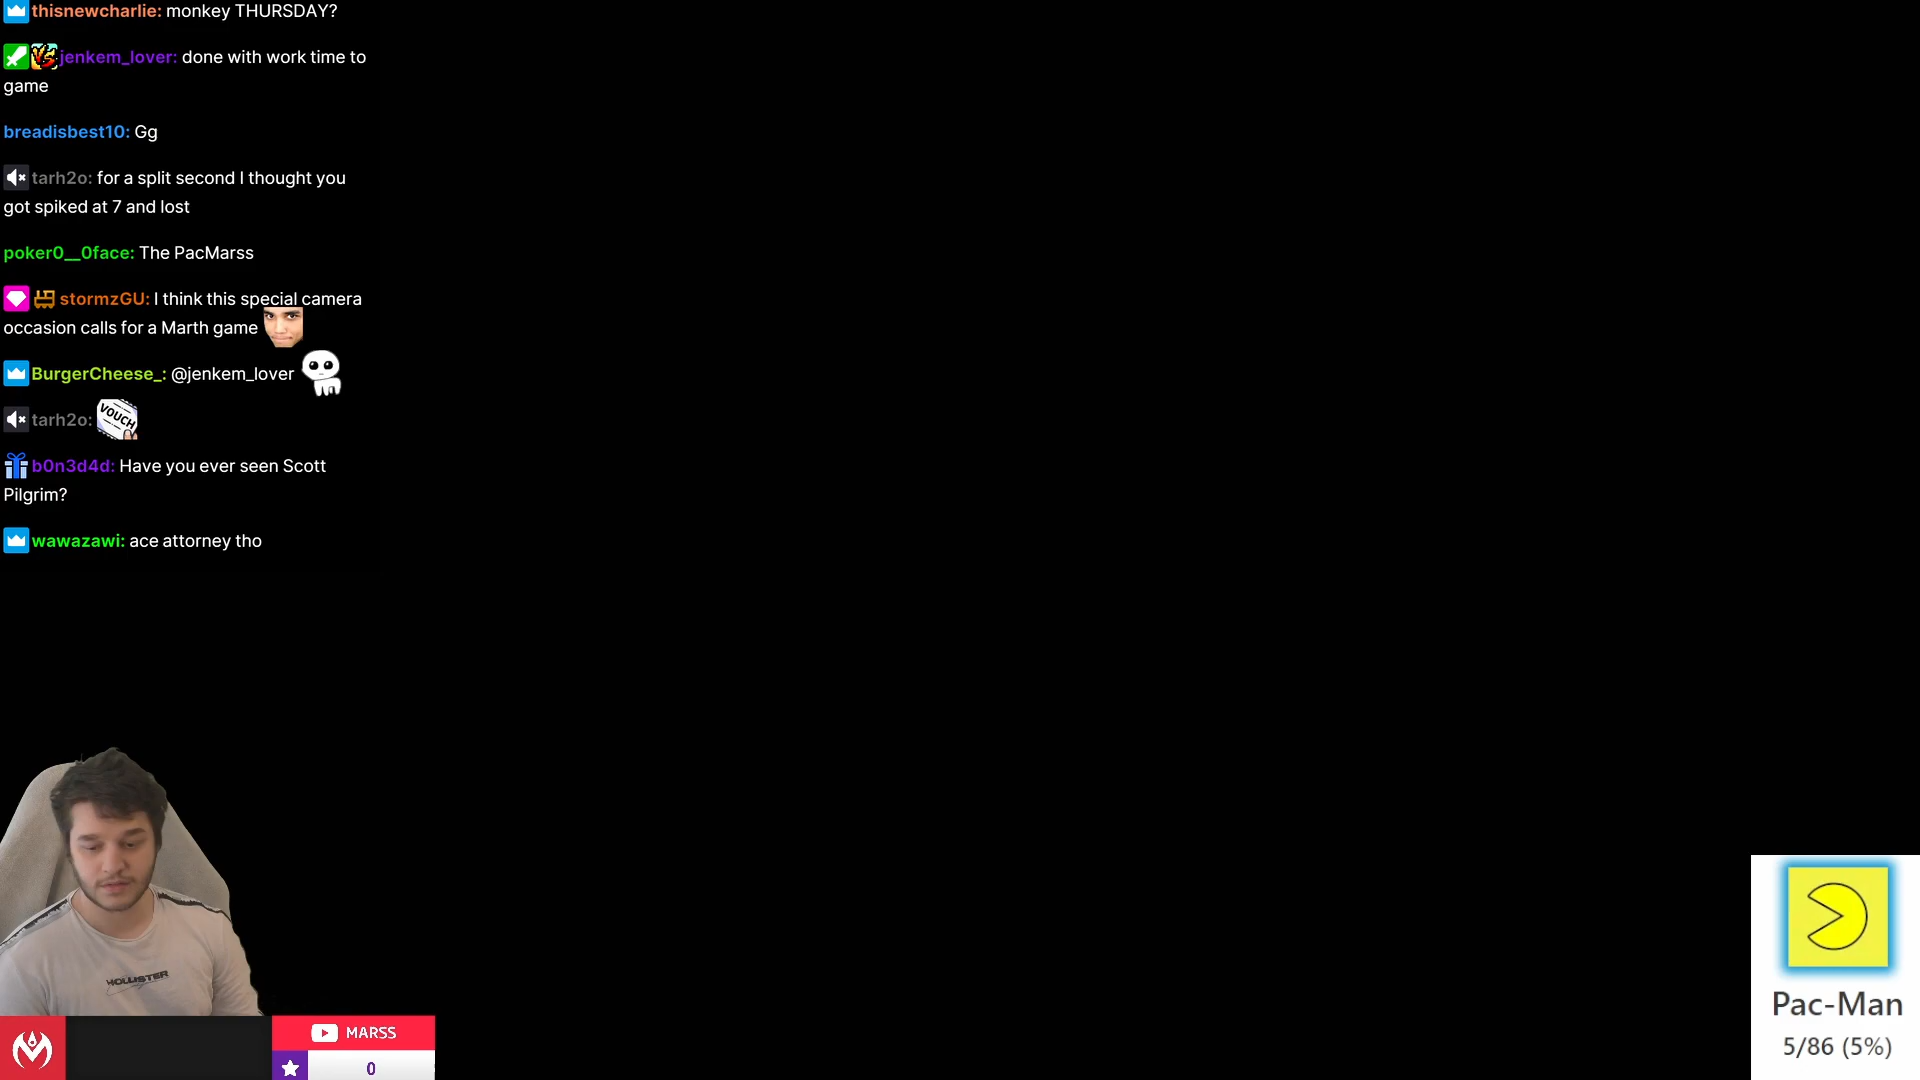 thisnewcharlie: monkey THURSDAY?
jenkem_lover: done with work time to
game
breadisbest10: Gg
tarh2o: for a split second I thought you
got spiked at 7 and lost
poker0__0face: The PacMarss
stormzGU: I think this special camera
occasion calls for a Marth game
BurgerCheese_: @jenkem_lover
tarh2o: VOUCH
b0n3d4d: Have you ever seen Scott
Pilgrim?
wawazawi: ace attorney tho
HOLLISTER
MARSS
0
Pac-Man
5/86 (5%)